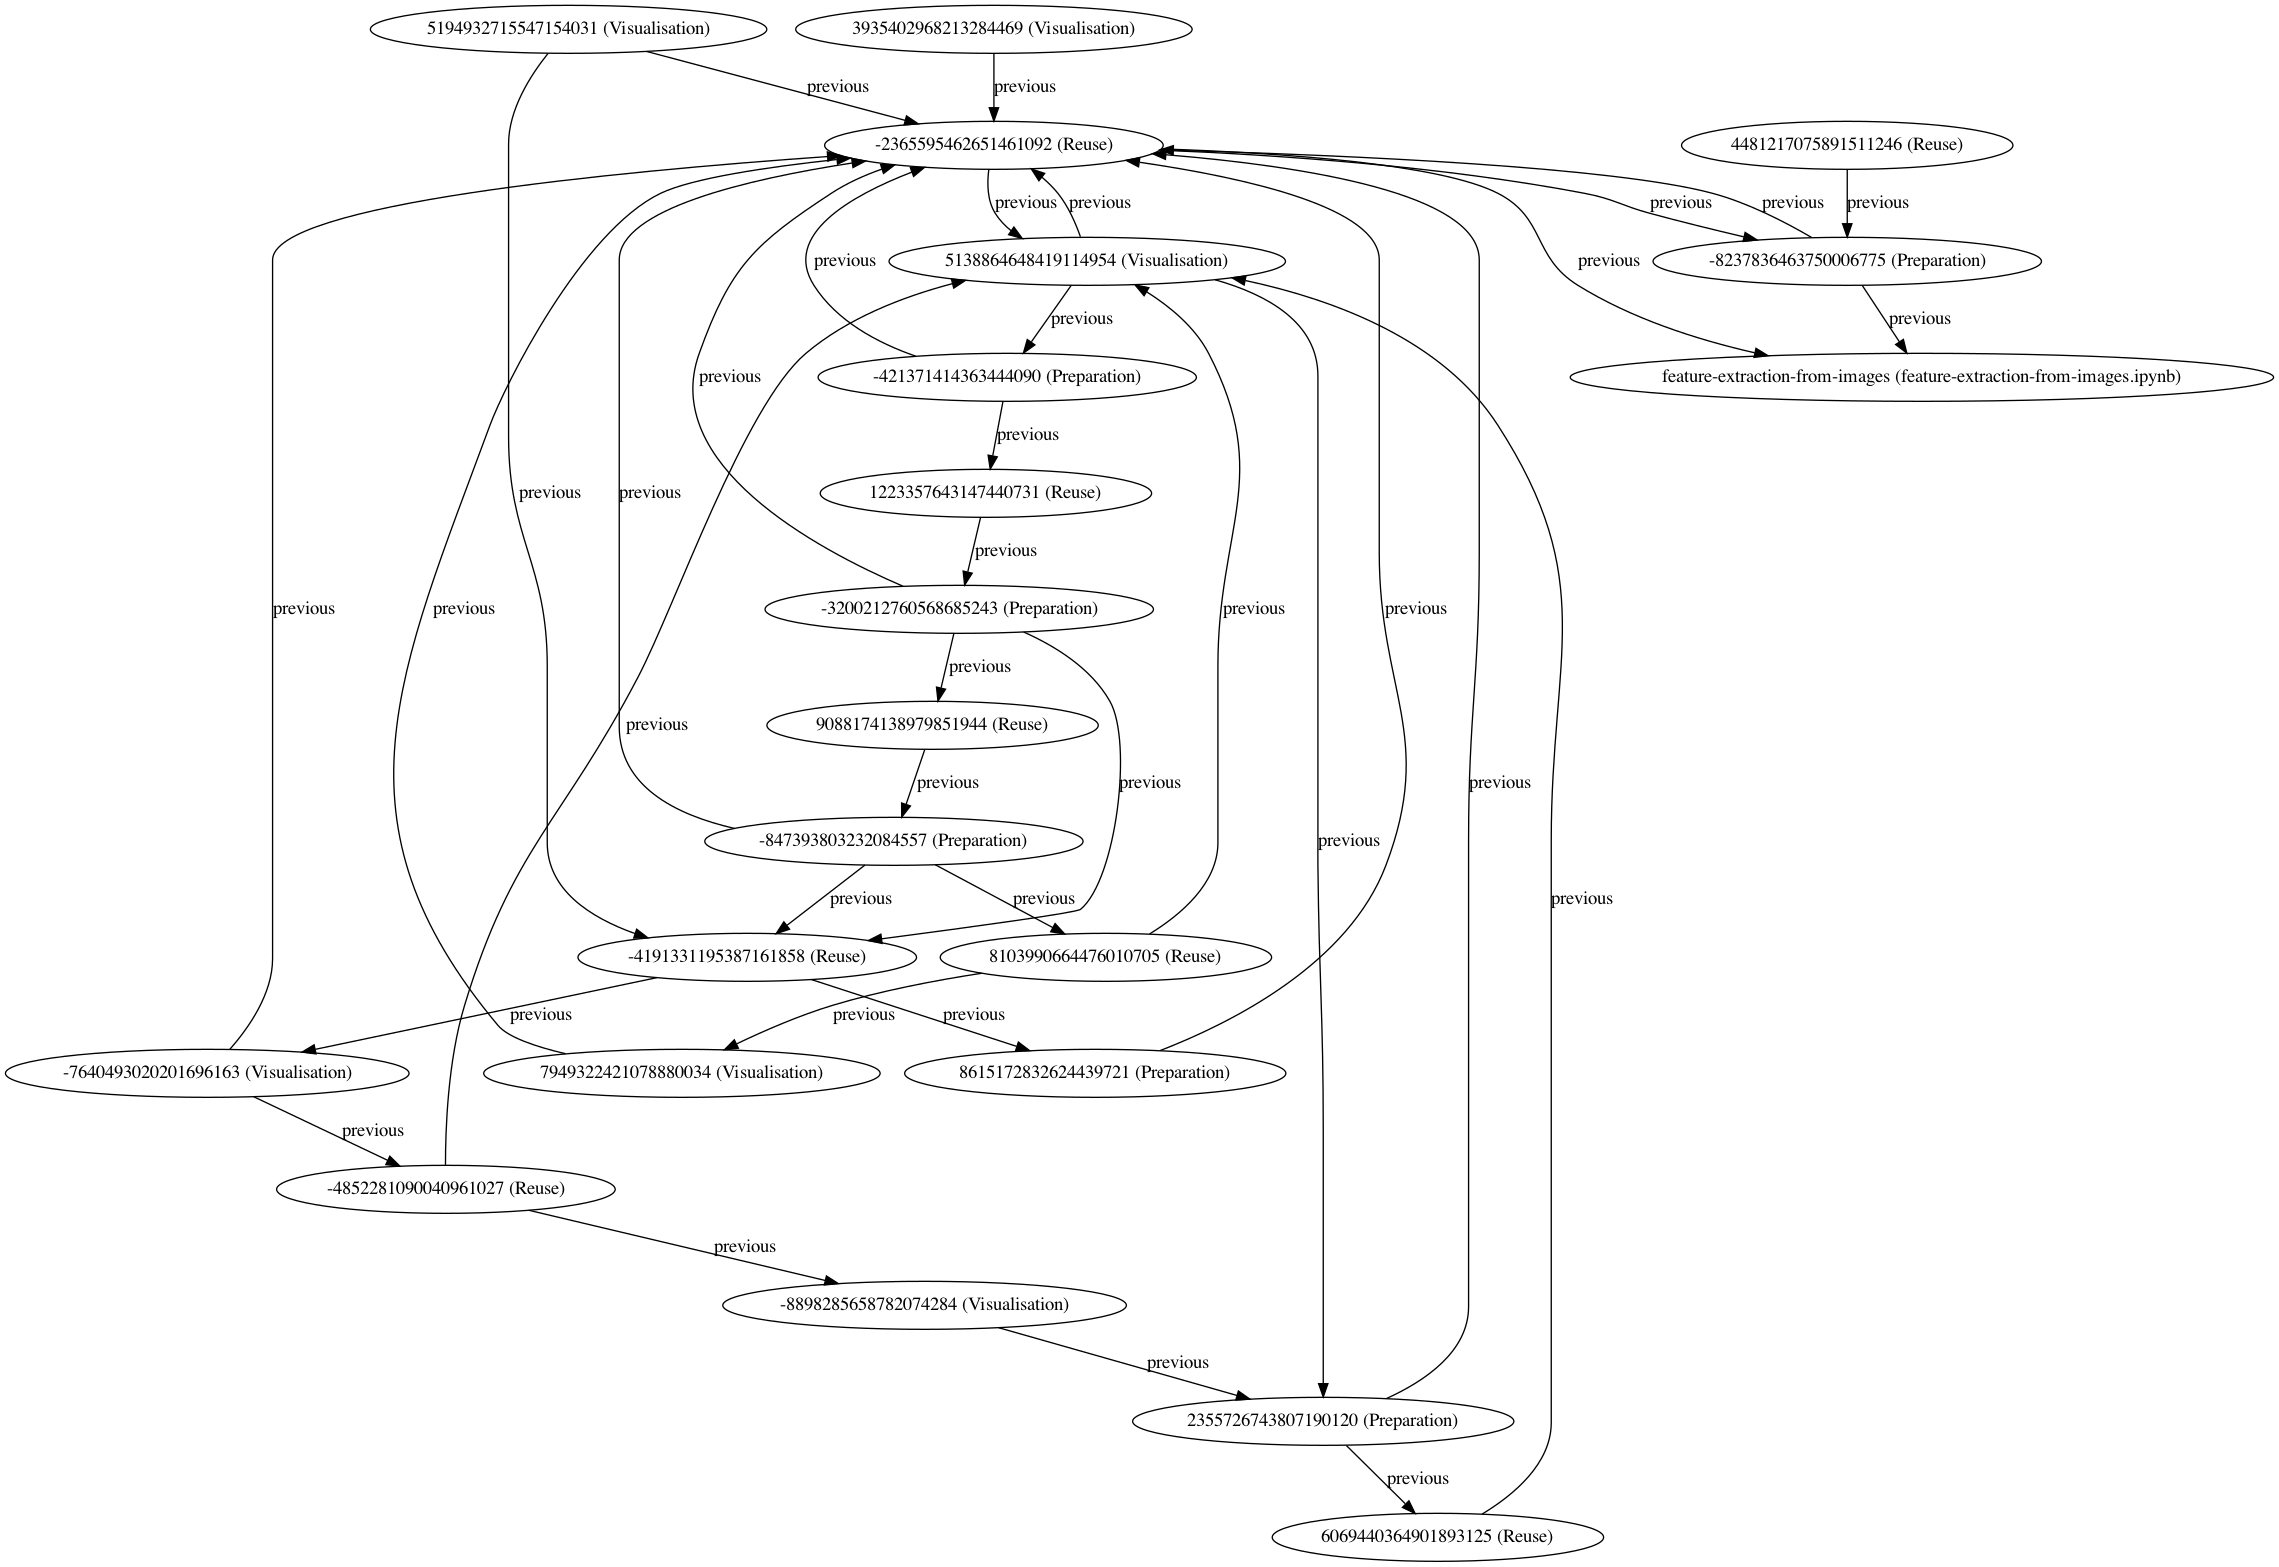 5194932715547154031 (Visualisation)
3935402968213284469 (Visualisation)
previous
previous
-2365595462651461092 (Reuse)
4481217075891511246 (Reuse)
previous
previous
previous
previous
previous
5138864648419114954 (Visualisation)
-8237836463750006775 (Preparation)
previous
previous
previous
previous
previous
-421371414363444090 (Preparation)
feature-extraction-from-images (feature-extraction-from-images.ipynb)
previous
1223357643147440731 (Reuse)
previous
previous
previous
-3200212760568685243 (Preparation)
previous
previous
previous
previous
previous
9088174138979851944 (Reuse)
previous
previous
previous
previous
-847393803232084557 (Preparation)
previous
previous
previous
previous
-4191331195387161858 (Reuse)
8103990664476010705 (Reuse)
previous
previous
previous
-7640493020201696163 (Visualisation)
7949322421078880034 (Visualisation)
8615172832624439721 (Preparation)
previous
-4852281090040961027 (Reuse)
previous
-8898285658782074284 (Visualisation)
previous
2355726743807190120 (Preparation)
previous
6069440364901893125 (Reuse)